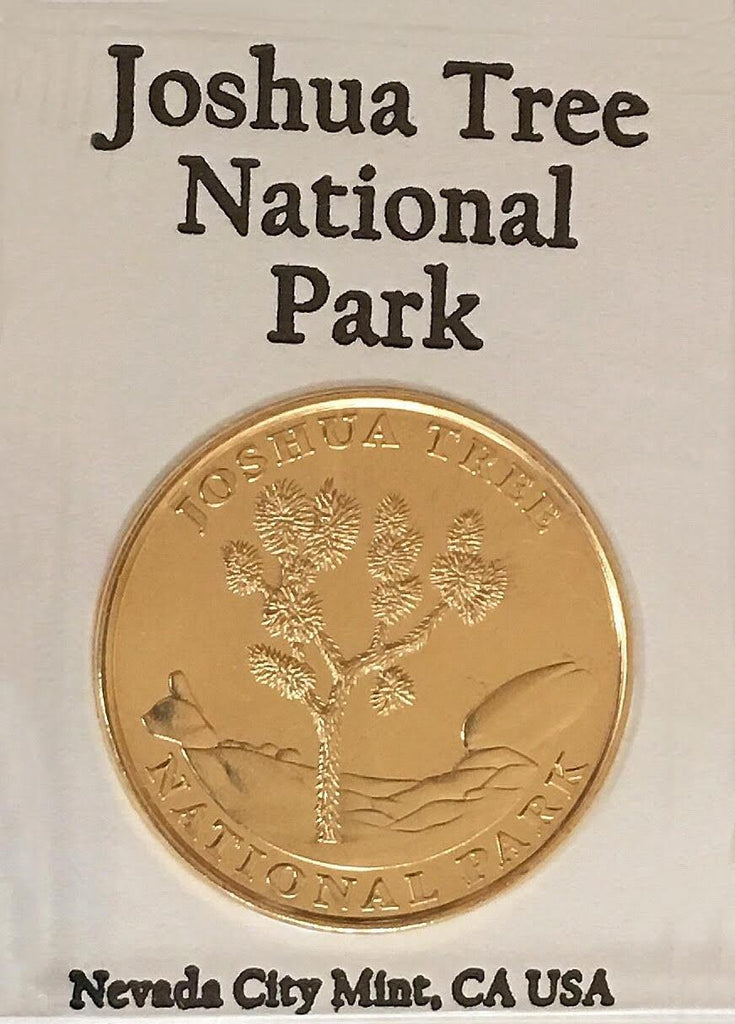 Joshua Tree
National
Park
JOSHUA TREE
NATIONAL PARK
Nevada City Mint, CA USA